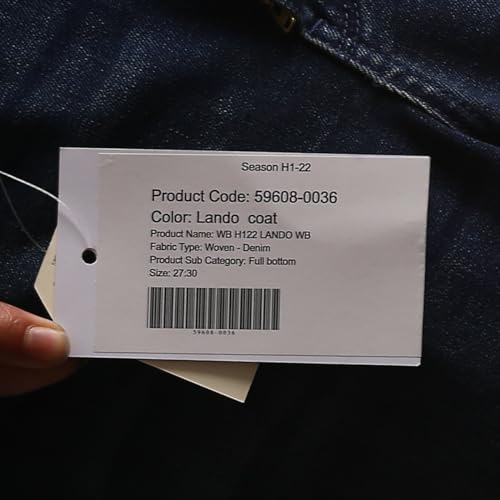 Season H1-22
Product Code: 59608-0036
Color: Lando coat
Product Name: WB H122 LANDO WB
Fabric Type: Woven - Denim
Product Sub Category: Full bottom
Size: 27:30
59608-0036